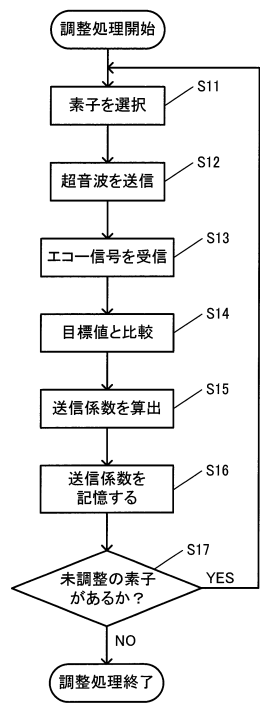 調整処理開始
素子を選択
S11
超音波を送信
S12
エコー信号を受信
S13
目標値と比較
S14
送信係数を算出
S15
送信係数を
記憶する
S16
未調整の素子
があるか?
S17
YES
NO
調整処理終了